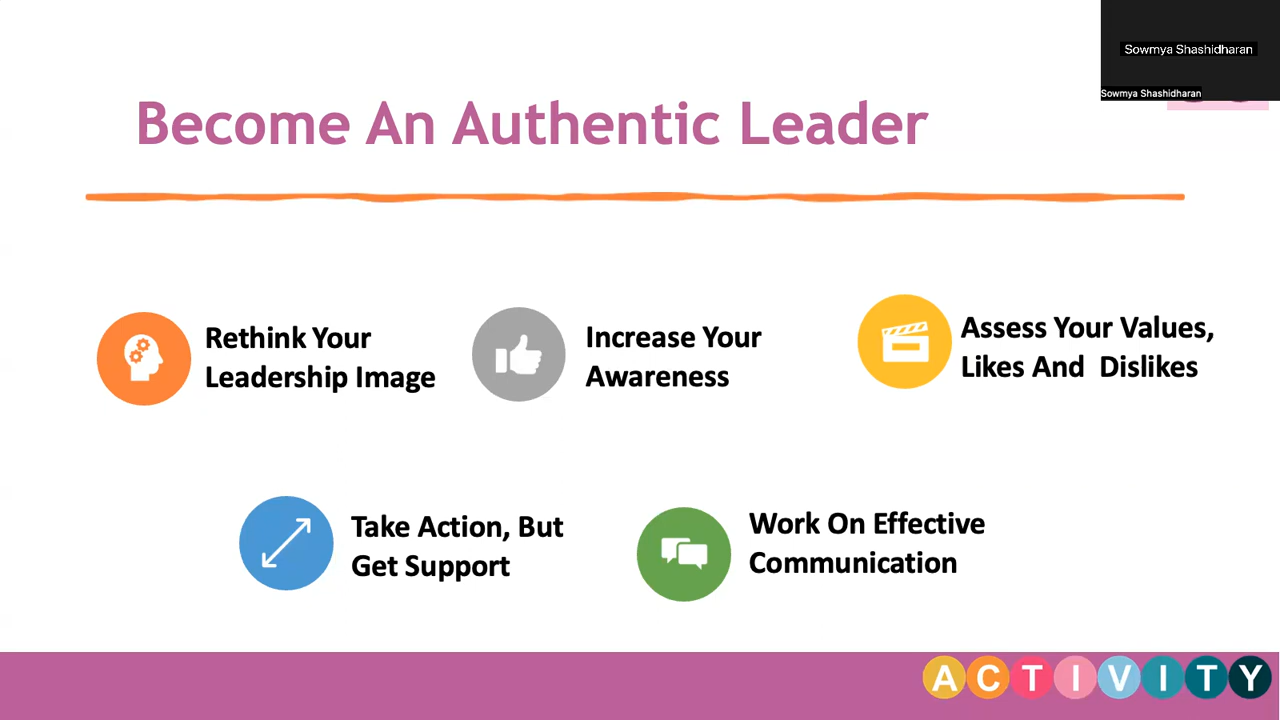 Sowmya Shashidharan
Sowmya Shashidharan
Become An Authentic Leader
Rethink Your
Leadership Image
Increase Your
Awareness
Assess Your Values,
Likes And  Dislikes
Take Action, But
Get Support
Work On Effective
Communication
ACTIVITY